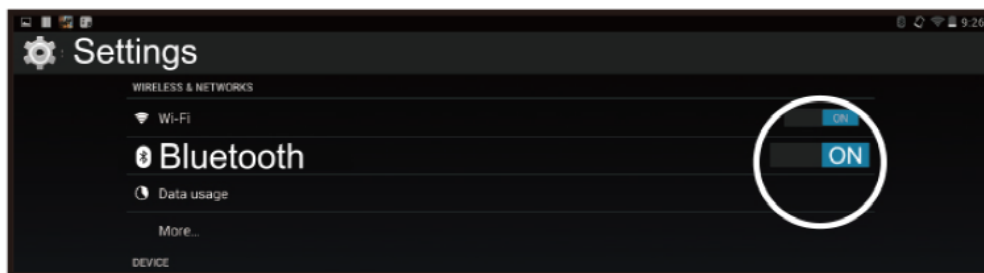 9:26
Settings
WIRELESS & NETWORKS
Wi-Fi ON
Bluetooth ON
Data usage
More...
DEVICE